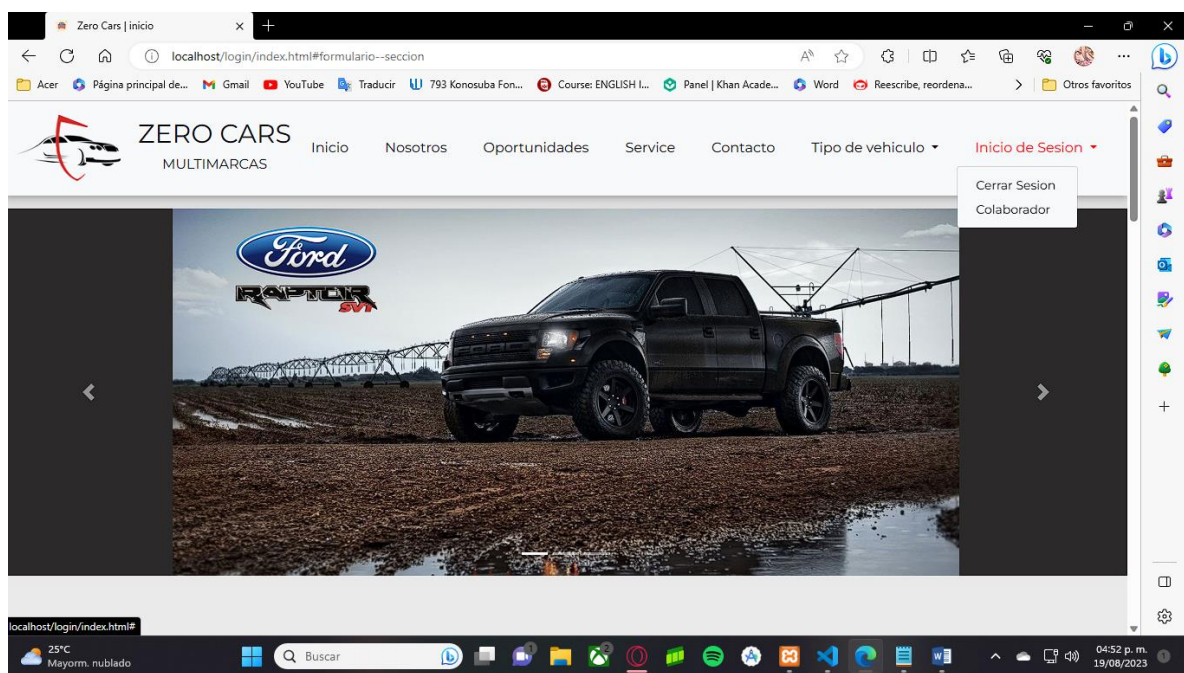 Zero Cars | inicio
localhost/login/index.html#formulario--seccion
Acer
Página principal de...
Gmail
YouTube
Traducir
793 Konosuba Fon...
Course: ENGLISH I...
Panel | Khan Acade...
Word
Reescribe, reordena...
Otros favoritos
ZERO CARS
MULTIMARCAS
Inicio
Nosotros
Oportunidades
Service
Contacto
Tipo de vehiculo
Inicio de Sesion
Cerrar Sesion
Colaborador
Ford
RAPTOR
SVT
localhost/login/index.html#
25°C
Mayorm. nublado
Buscar
04:52 p. m.
19/08/2023